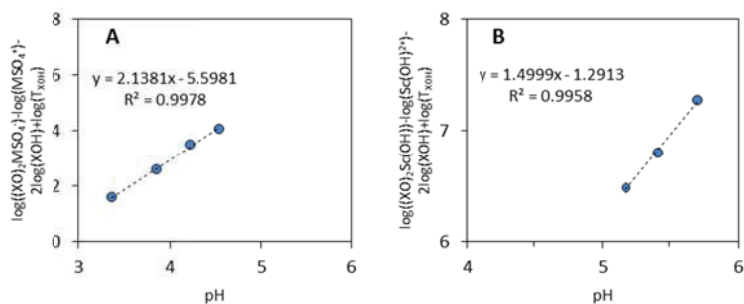 A
log{(XO)₂MSO₄⁻}-log{MSO₄⁺}-
2log{XOH}+log{T_XOH}
8
6
4
2
0
y = 2.1381x - 5.5981
R² = 0.9978
3 4 5 6
pH
B
log{(XO)₂Sc(OH)}-log{Sc(OH)²⁺}-
2log{XOH}+log{T_XOH}
8
7
6
y = 1.4999x - 1.2913
R² = 0.9958
4 5 6
pH